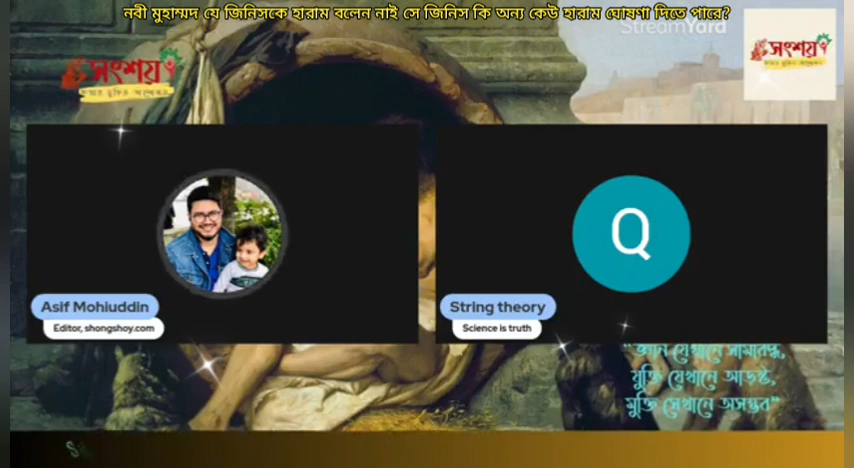 নবী মুহাম্মদ যে জিনিসকে হারাম বলেন নাই সে জিনিস কি অন্য কেউ হারাম ঘোষণা দিতে পারে?
StreamYard
সংশয়
সংশয়
Q
Asif Mohiuddin
Editor, shongshoy.com
String theory
Science is truth
"জ্ঞান যেখানে সীমাবদ্ধ,
যুক্তি যেখানে আড়ষ্ট,
মুক্তি সেখানে অসম্ভব"